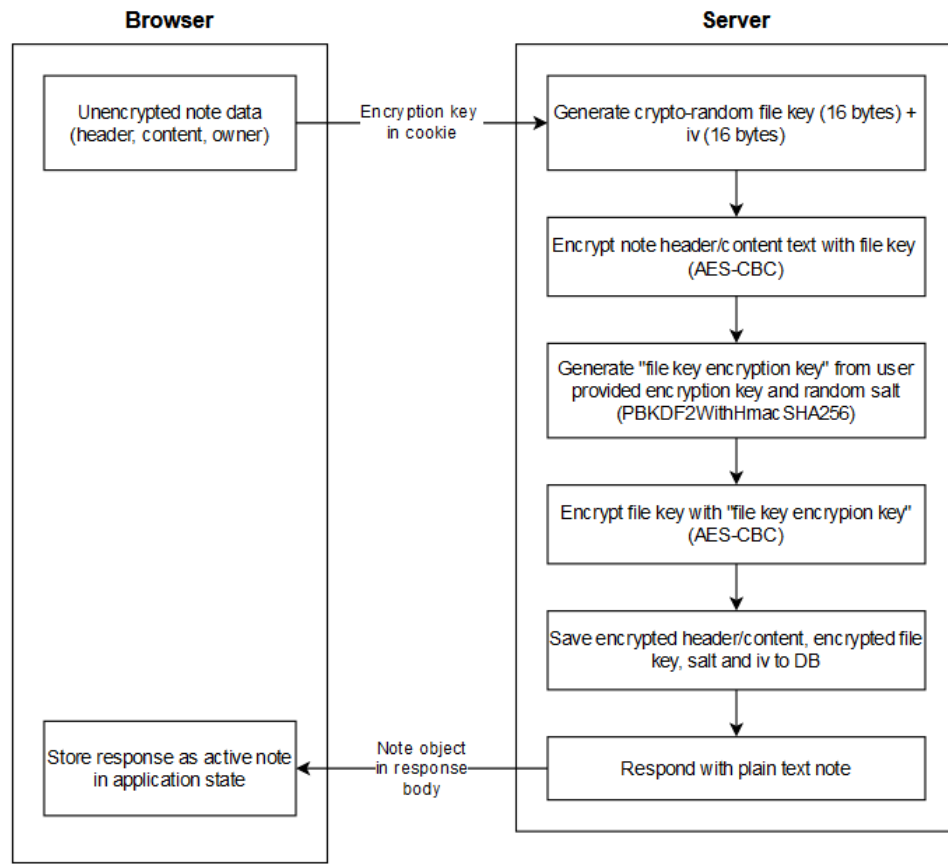 Browser
Server
Unencrypted note data
(header, content, owner)
Encryption key
in cookie
Generate crypto-random file key (16 bytes) +
iv (16 bytes)
Encrypt note header/content text with file key
(AES-CBC)
Generate "file key encryption key" from user
provided encryption key and random salt
(PBKDF2WithHmacSHA256)
Encrypt file key with "file key encrypion key"
(AES-CBC)
Save encrypted header/content, encrypted file
key, salt and iv to DB
Store response as active note
in application state
Note object
in response
body
Respond with plain text note